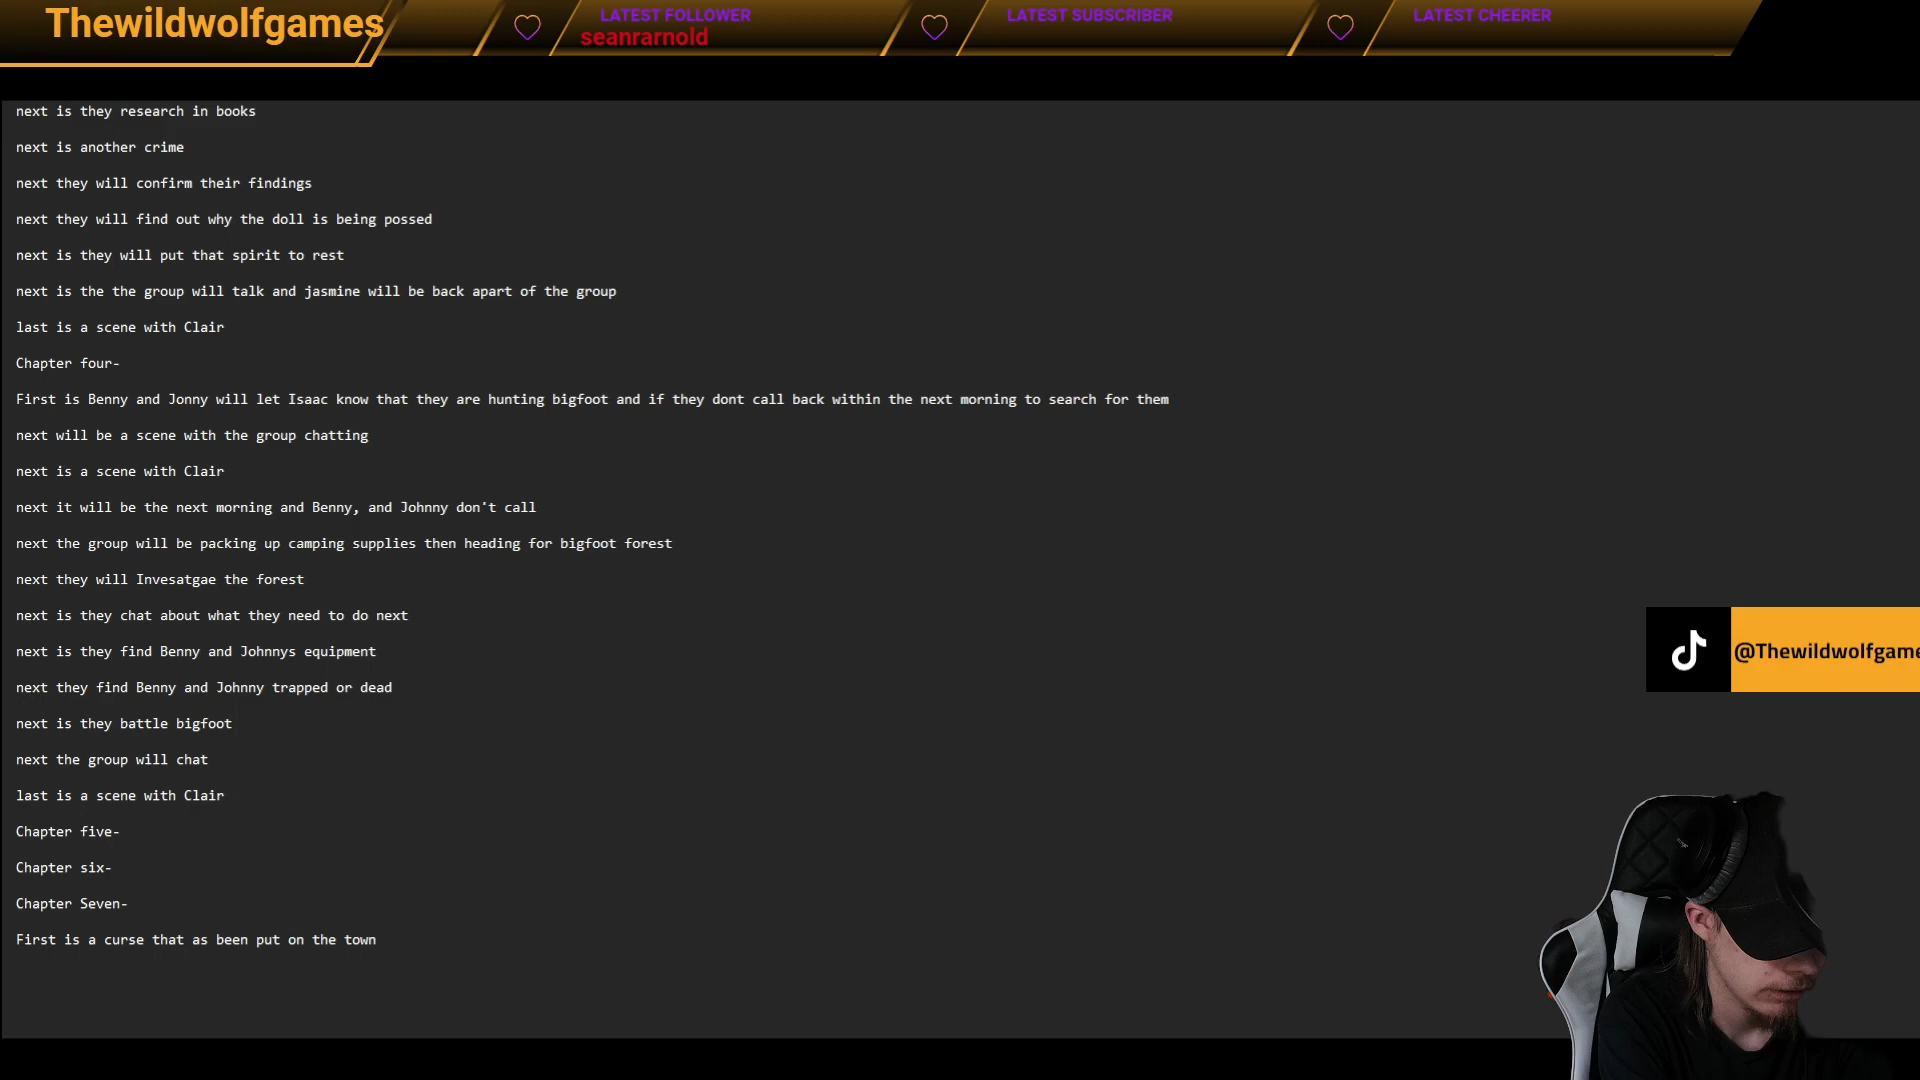 Thewildwolfgames
LATEST FOLLOWER
seanrarnold
LATEST SUBSCRIBER
LATEST CHEERER
next is they research in books
next is another crime
next they will confirm their findings
next they will find out why the doll is being possed
next is they will put that spirit to rest
next is the the group will talk and jasmine will be back apart of the group
last is a scene with Clair
Chapter four-
First is Benny and Jonny will let Isaac know that they are hunting bigfoot and if they dont call back within the next morning to search for them
next will be a scene with the group chatting
next is a scene with Clair
next it will be the next morning and Benny, and Johnny don't call
next the group will be packing up camping supplies then heading for bigfoot forest
next they will Invesatgae the forest
next is they chat about what they need to do next
next is they find Benny and Johnnys equipment
next they find Benny and Johnny trapped or dead
next is they battle bigfoot
next the group will chat
last is a scene with Clair
Chapter five-
Chapter six-
Chapter Seven-
First is a curse that as been put on the town
@Thewildwolfgame